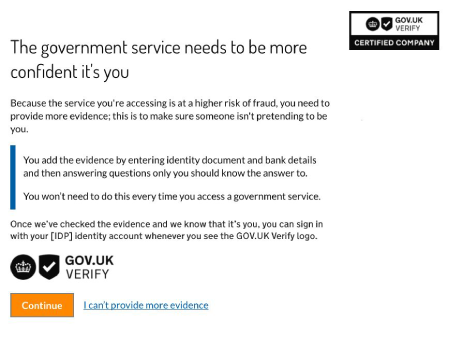 GOV.UK
VERIFY
CERTIFIED COMPANY
The government service needs to be more
confident it's you
Because the service you're accessing is at a higher risk of fraud, you need to
provide more evidence; this is to make sure someone isn't pretending to be
you.
You add the evidence by entering identity document and bank details
and then answering questions only you should know the answer to.
You won't need to do this every time you access a government service.
Once we've checked the evidence and we know that it's you, you can sign in
with your [IDP] identity account whenever you see the GOV.UK Verify logo.
GOV.UK
VERIFY
Continue I can't provide more evidence